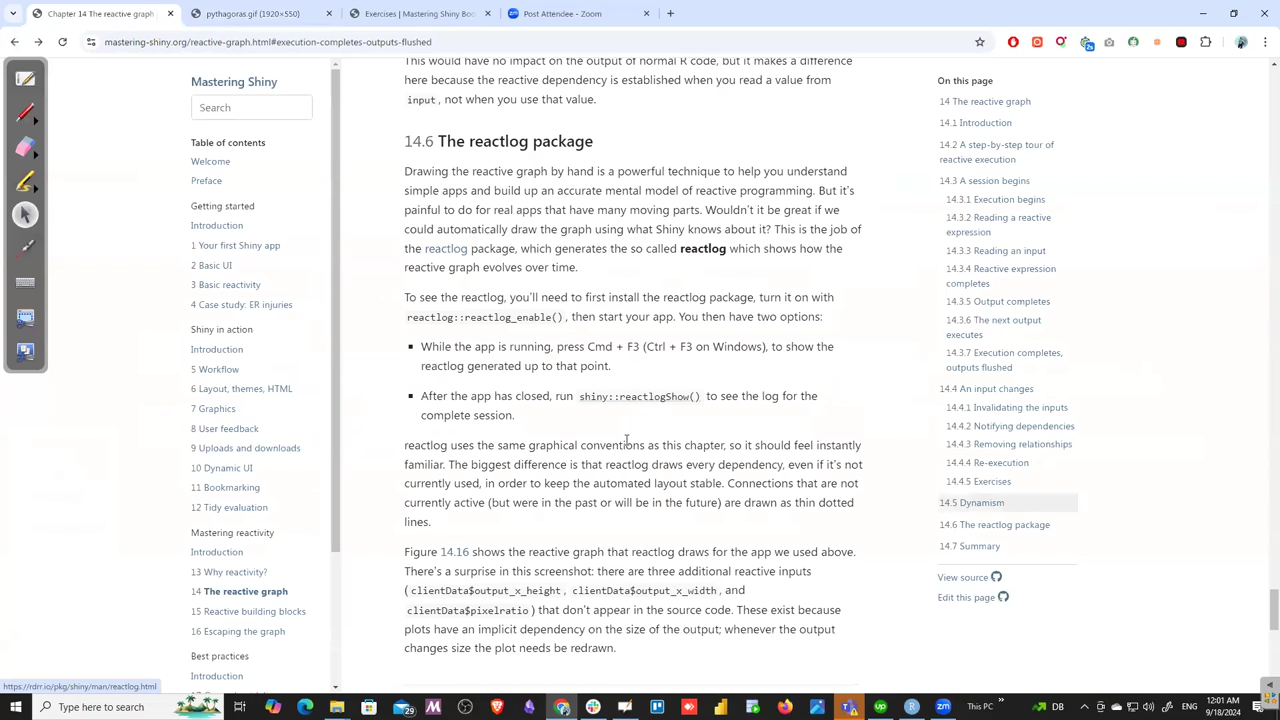 Chapter 14 The reactive graph
pythagoras.gif (1920×550)
Exercises | Mastering Shiny Boo
Post Attendee - Zoom
mastering-shiny.org/reactive-graph.html#execution-completes-outputs-flushed
Mastering Shiny
Search
Table of contents
Welcome
Preface
Getting started
Introduction
1 Your first Shiny app
2 Basic UI
3 Basic reactivity
4 Case study: ER injuries
Shiny in action
Introduction
5 Workflow
6 Layout, themes, HTML
7 Graphics
8 User feedback
9 Uploads and downloads
10 Dynamic UI
11 Bookmarking
12 Tidy evaluation
Mastering reactivity
Introduction
13 Why reactivity?
14 The reactive graph
15 Reactive building blocks
16 Escaping the graph
Best practices
Introduction
This would have no impact on the output of normal R code, but it makes a difference
here because the reactive dependency is established when you read a value from
input, not when you use that value.
14.6 The reactlog package
Drawing the reactive graph by hand is a powerful technique to help you understand
simple apps and build up an accurate mental model of reactive programming. But it's
painful to do for real apps that have many moving parts. Wouldn't it be great if we
could automatically draw the graph using what Shiny knows about it? This is the job of
the reactlog package, which generates the so called reactlog which shows how the
reactive graph evolves over time.
To see the reactlog, you'll need to first install the reactlog package, turn it on with
reactlog::reactlog_enable(), then start your app. You then have two options:
While the app is running, press Cmd + F3 (Ctrl + F3 on Windows), to show the
reactlog generated up to that point.
After the app has closed, run shiny::reactlogShow() to see the log for the
complete session.
reactlog uses the same graphical conventions as this chapter, so it should feel instantly
familiar. The biggest difference is that reactlog draws every dependency, even if it's not
currently used, in order to keep the automated layout stable. Connections that are not
currently active (but were in the past or will be in the future) are drawn as thin dotted
lines.
Figure 14.16 shows the reactive graph that reactlog draws for the app we used above.
There's a surprise in this screenshot: there are three additional reactive inputs
(clientData$output_x_height, clientData$output_x_width, and
clientData$pixelratio) that don't appear in the source code. These exist because
plots have an implicit dependency on the size of the output; whenever the output
changes size the plot needs be redrawn.
On this page
14 The reactive graph
14.1 Introduction
14.2 A step-by-step tour of
reactive execution
14.3 A session begins
14.3.1 Execution begins
14.3.2 Reading a reactive
expression
14.3.3 Reading an input
14.3.4 Reactive expression
completes
14.3.5 Output completes
14.3.6 The next output
executes
14.3.7 Execution completes,
outputs flushed
14.4 An input changes
14.4.1 Invalidating the inputs
14.4.2 Notifying dependencies
14.4.3 Removing relationships
14.4.4 Re-execution
14.4.5 Exercises
14.5 Dynamism
14.6 The reactlog package
14.7 Summary
View source
Edit this page
https://rdrr.io/pkg/shiny/man/reactlog.html
Type here to search
29
This PC
DB
12:01 AM
9/18/2024